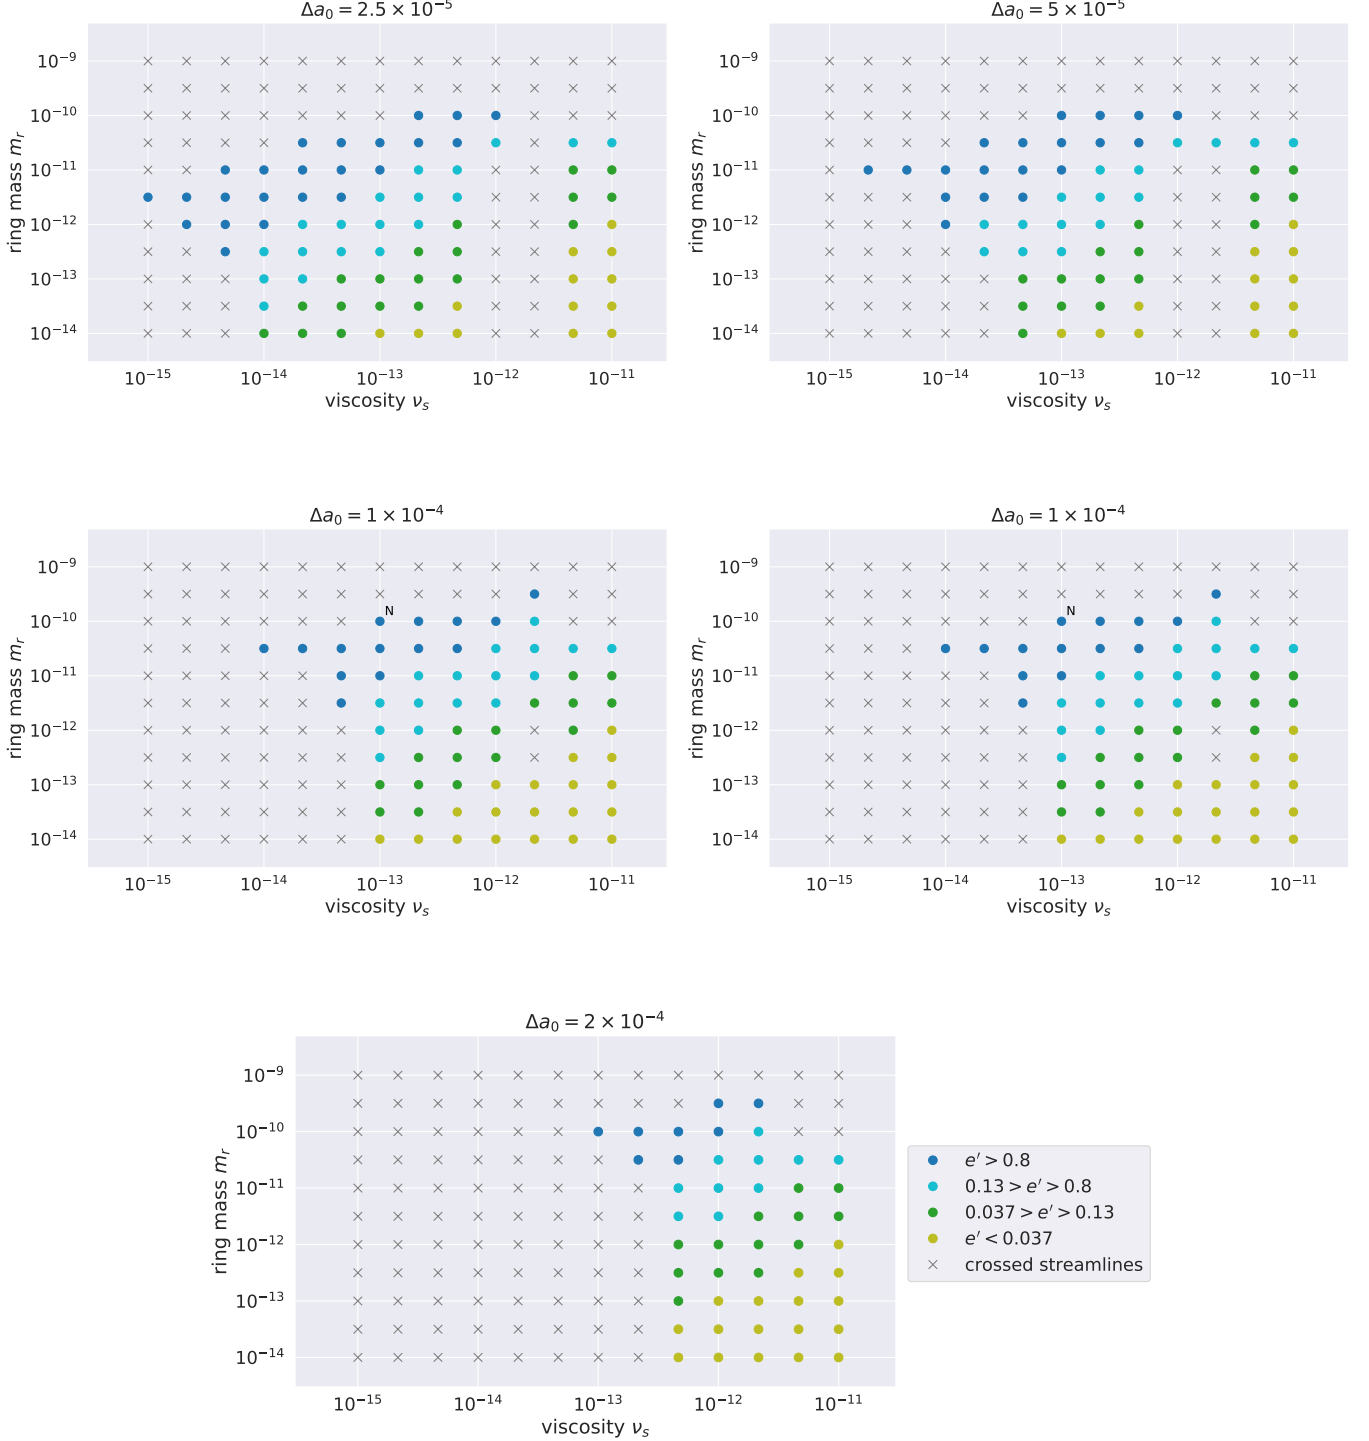 Δa₀ = 2.5 × 10⁻⁵
ring mass mᵣ
10⁻⁹
10⁻¹⁰
10⁻¹¹
10⁻¹²
10⁻¹³
10⁻¹⁴
10⁻¹⁵ 10⁻¹⁴ 10⁻¹³ 10⁻¹² 10⁻¹¹
viscosity νₛ
Δa₀ = 5 × 10⁻⁵
ring mass mᵣ
10⁻⁹
10⁻¹⁰
10⁻¹¹
10⁻¹²
10⁻¹³
10⁻¹⁴
10⁻¹⁵ 10⁻¹⁴ 10⁻¹³ 10⁻¹² 10⁻¹¹
viscosity νₛ
Δa₀ = 1 × 10⁻⁴
ring mass mᵣ
10⁻⁹
N
10⁻¹⁰
10⁻¹¹
10⁻¹²
10⁻¹³
10⁻¹⁴
10⁻¹⁵ 10⁻¹⁴ 10⁻¹³ 10⁻¹² 10⁻¹¹
viscosity νₛ
Δa₀ = 1 × 10⁻⁴
ring mass mᵣ
10⁻⁹
N
10⁻¹⁰
10⁻¹¹
10⁻¹²
10⁻¹³
10⁻¹⁴
10⁻¹⁵ 10⁻¹⁴ 10⁻¹³ 10⁻¹² 10⁻¹¹
viscosity νₛ
Δa₀ = 2 × 10⁻⁴
ring mass mᵣ
10⁻⁹
10⁻¹⁰
10⁻¹¹
10⁻¹²
10⁻¹³
10⁻¹⁴
10⁻¹⁵ 10⁻¹⁴ 10⁻¹³ 10⁻¹² 10⁻¹¹
viscosity νₛ
e′ > 0.8
0.13 > e′ > 0.8
0.037 > e′ > 0.13
e′ < 0.037
crossed streamlines